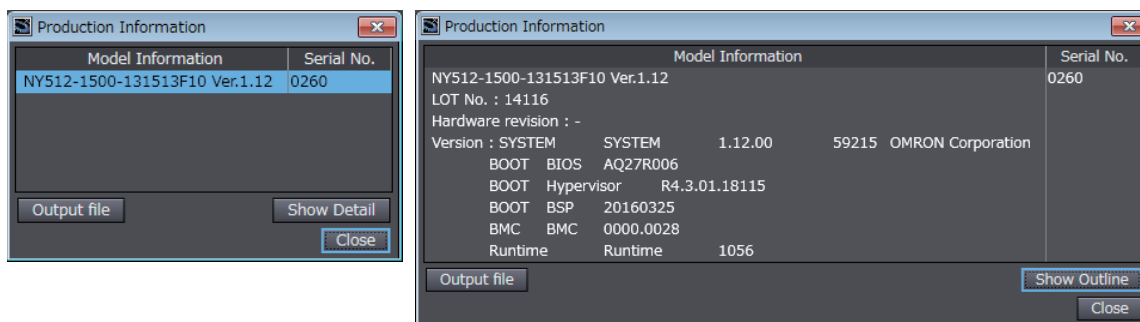 Production Information
Model Information Serial No.
NY512-1500-131513F10 Ver.1.12 0260
Output file Show Detail
Close
Production Information
Model Information Serial No.
NY512-1500-131513F10 Ver.1.12 0260
LOT No. : 14116
Hardware revision : -
Version : SYSTEM SYSTEM 1.12.00 59215 OMRON Corporation
BOOT BIOS AQ27R006
BOOT Hypervisor R4.3.01.18115
BOOT BSP 20160325
BMC BMC 0000.0028
Runtime Runtime 1056
Output file Show Outline
Close